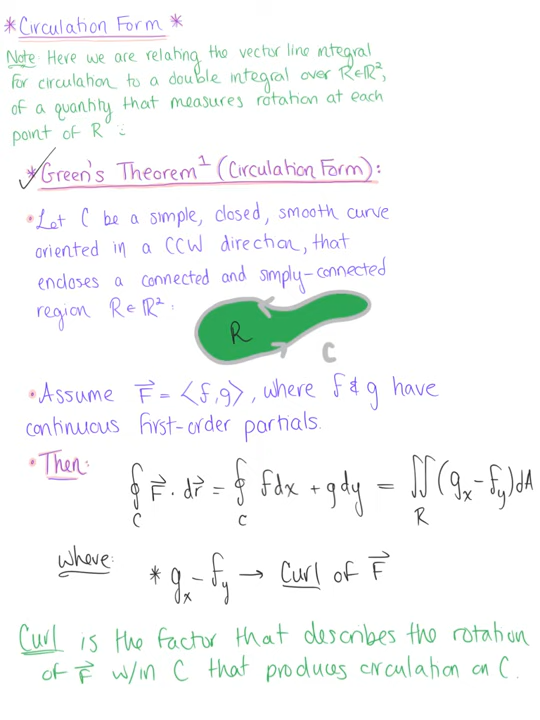 *Circulation Form*
Note: Here we are relating the vector line integral
for circulation to a double integral over R∈ℝ²,
of a quantity that measures rotation at each
point of R :
*Green's Theorem¹ (Circulation Form):
•Let C be a simple, closed, smooth curve
oriented in a CCW direction, that
encloses a connected and simply-connected
region R∈ℝ² :
R
C
•Assume F⃗ = ⟨f,g⟩, where f & g have
continuous first-order partials.
•Then:
∮_C F⃗ · dr⃗ = ∮_C fdx + gdy = ∬_R (g_x - f_y)dA
where:
* g_x - f_y → Curl of F⃗
Curl is the factor that describes the rotation
of F⃗ w/in C that produces circulation on C.